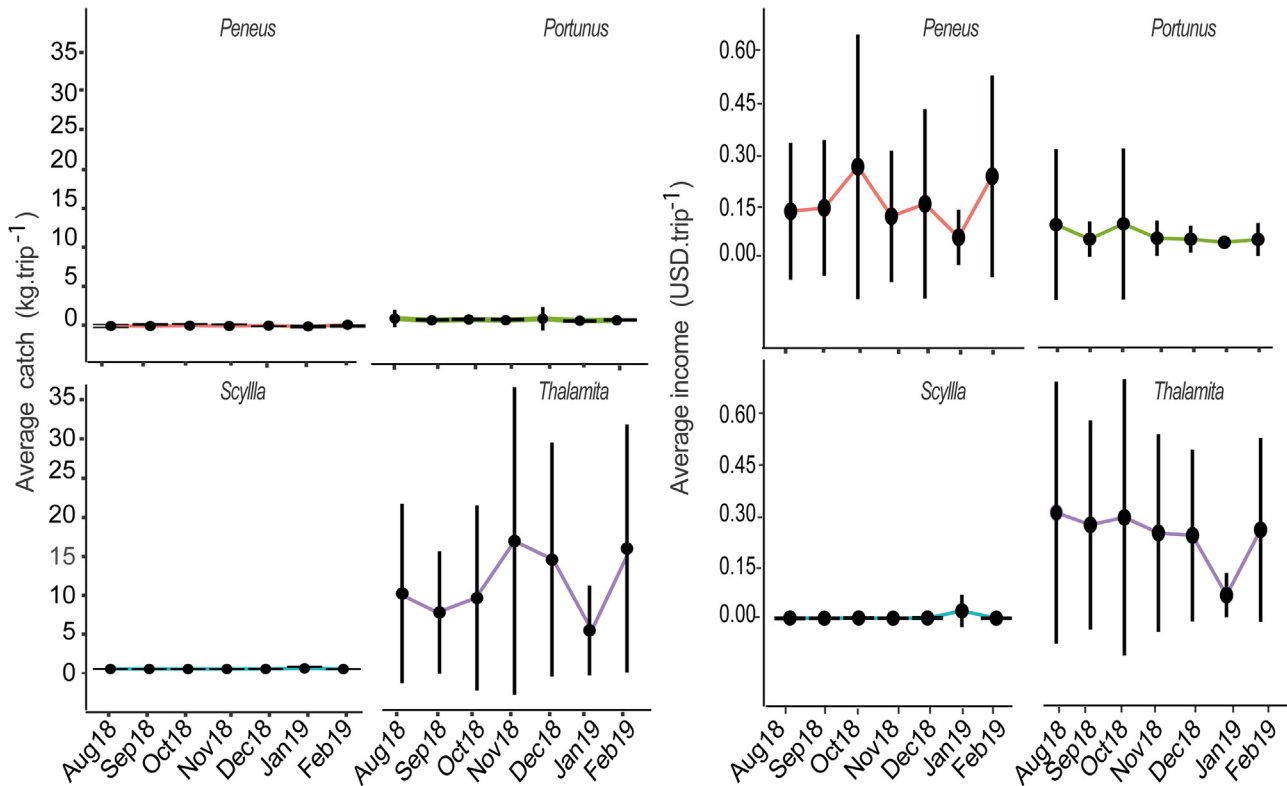 Peneus
Portunus
35
30
25
20
15
10
5
0
Average catch (kg.trip⁻¹)
Scyllla
Thalamita
35
30
25
20
15
10
5
0
Aug18
Sep18
Oct18
Nov18
Dec18
Jan19
Feb19
Aug18
Sep18
Oct18
Nov18
Dec18
Jan19
Feb19
Peneus
Portunus
0.60
0.45
0.30
0.15
0.00
Average income (USD.trip⁻¹)
Scyllla
Thalamita
0.60
0.45
0.30
0.15
0.00
Aug18
Sep18
Oct18
Nov18
Dec18
Jan19
Feb19
Aug18
Sep18
Oct18
Nov18
Dec18
Jan19
Feb19